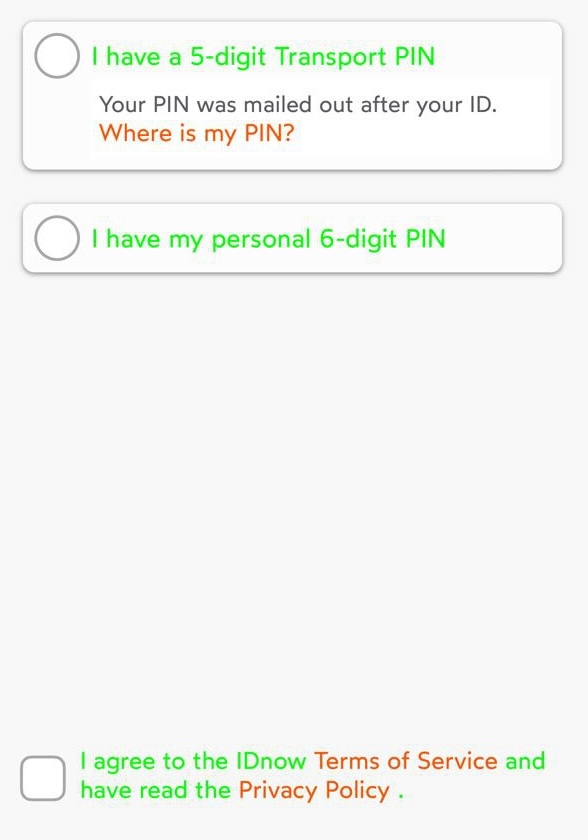 I have a 5-digit Transport PIN
Your PIN was mailed out after your ID.
Where is my PIN?
I have my personal 6-digit PIN
I agree to the IDnow Terms of Service and
have read the Privacy Policy .